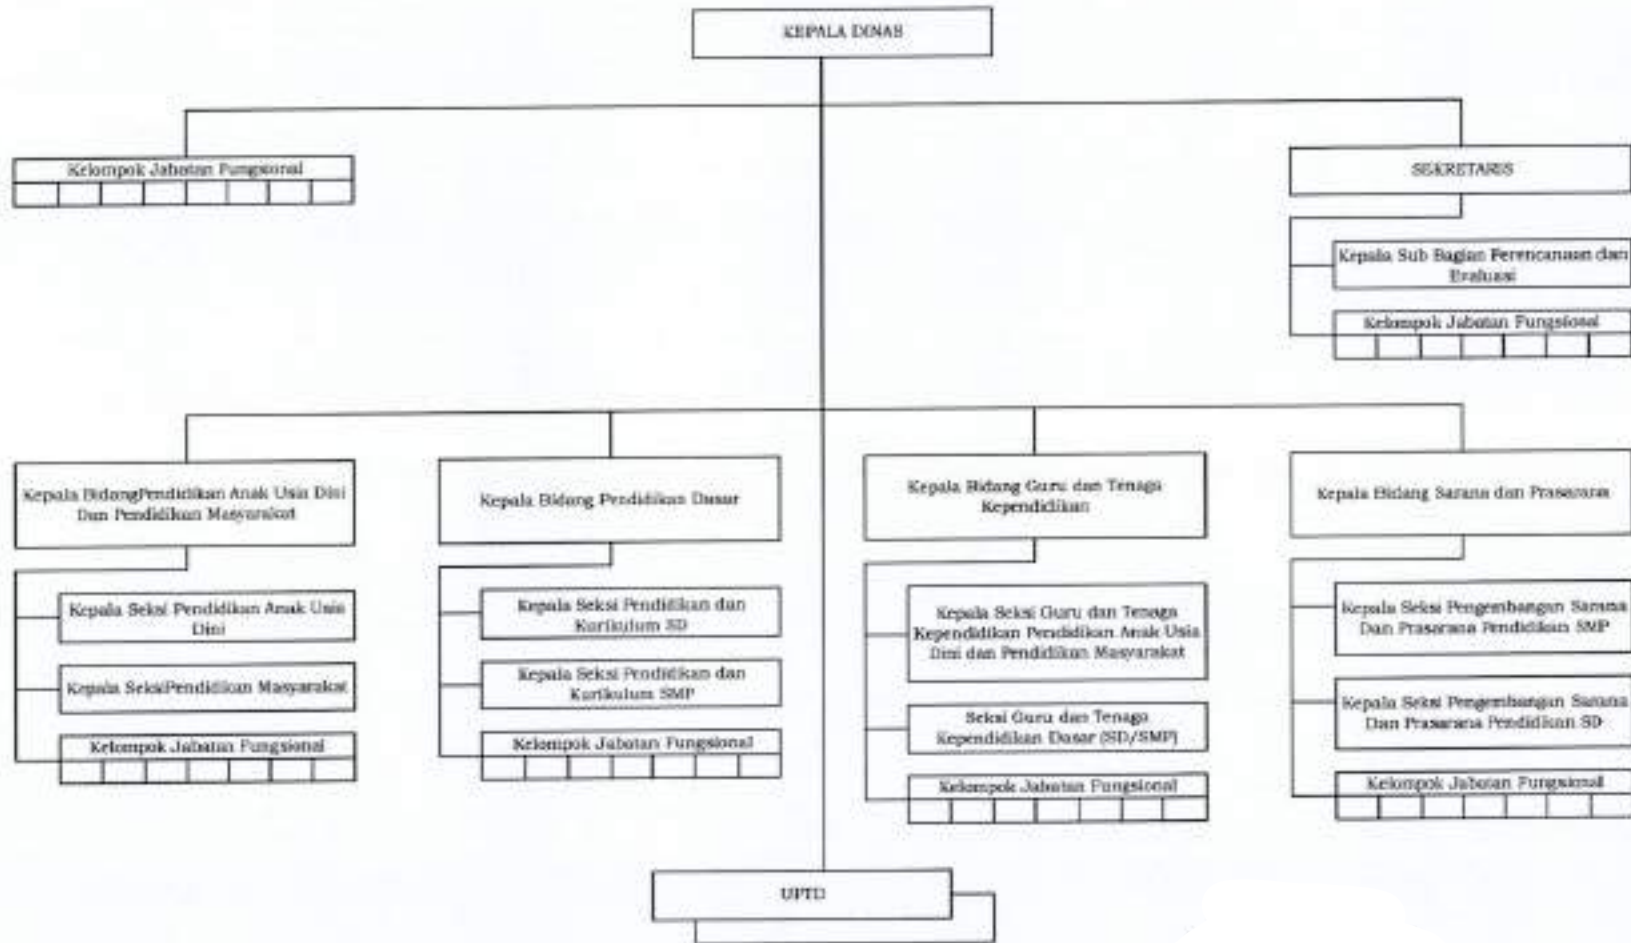 KEPALA DINAS
Kelompok Jabatan Fungsional
SEKRETARIS
Kepala Sub Bagian Perencanaan dan
Evaluasi
Kelompok Jabatan Fungsional
Kepala BidangPendidikan Anak Usia Dini
Dan Pendidikan Masyarakat
Kepala Seksi Pendidikan Anak Usia
Dini
Kepala SeksiPendidikan Masyarakat
Kelompok Jabatan Fungsional
Kepala Bidang Pendidikan Dasar
Kepala Seksi Pendidikan dan
Kurikulum SD
Kepala Seksi Pendidikan dan
Kurikulum SMP
Kelompok Jabatan Fungsional
Kepala Bidang Guru dan Tenaga
Kependidikan
Kepala Seksi Guru dan Tenaga
Kependidikan Pendidikan Anak Usia
Dini dan Pendidikan Masyarakat
Seksi Guru dan Tenaga
Kependidikan Dasar (SD/SMP)
Kelompok Jabatan Fungsional
Kepala Bidang Sarana dan Prasarana
Kepala Seksi Pengembangan Sarana
Dan Prasarana Pendidikan SMP
Kepala Seksi Pengembangan Sarana
Dan Prasarana Pendidikan SD
Kelompok Jabatan Fungsional
UPTD